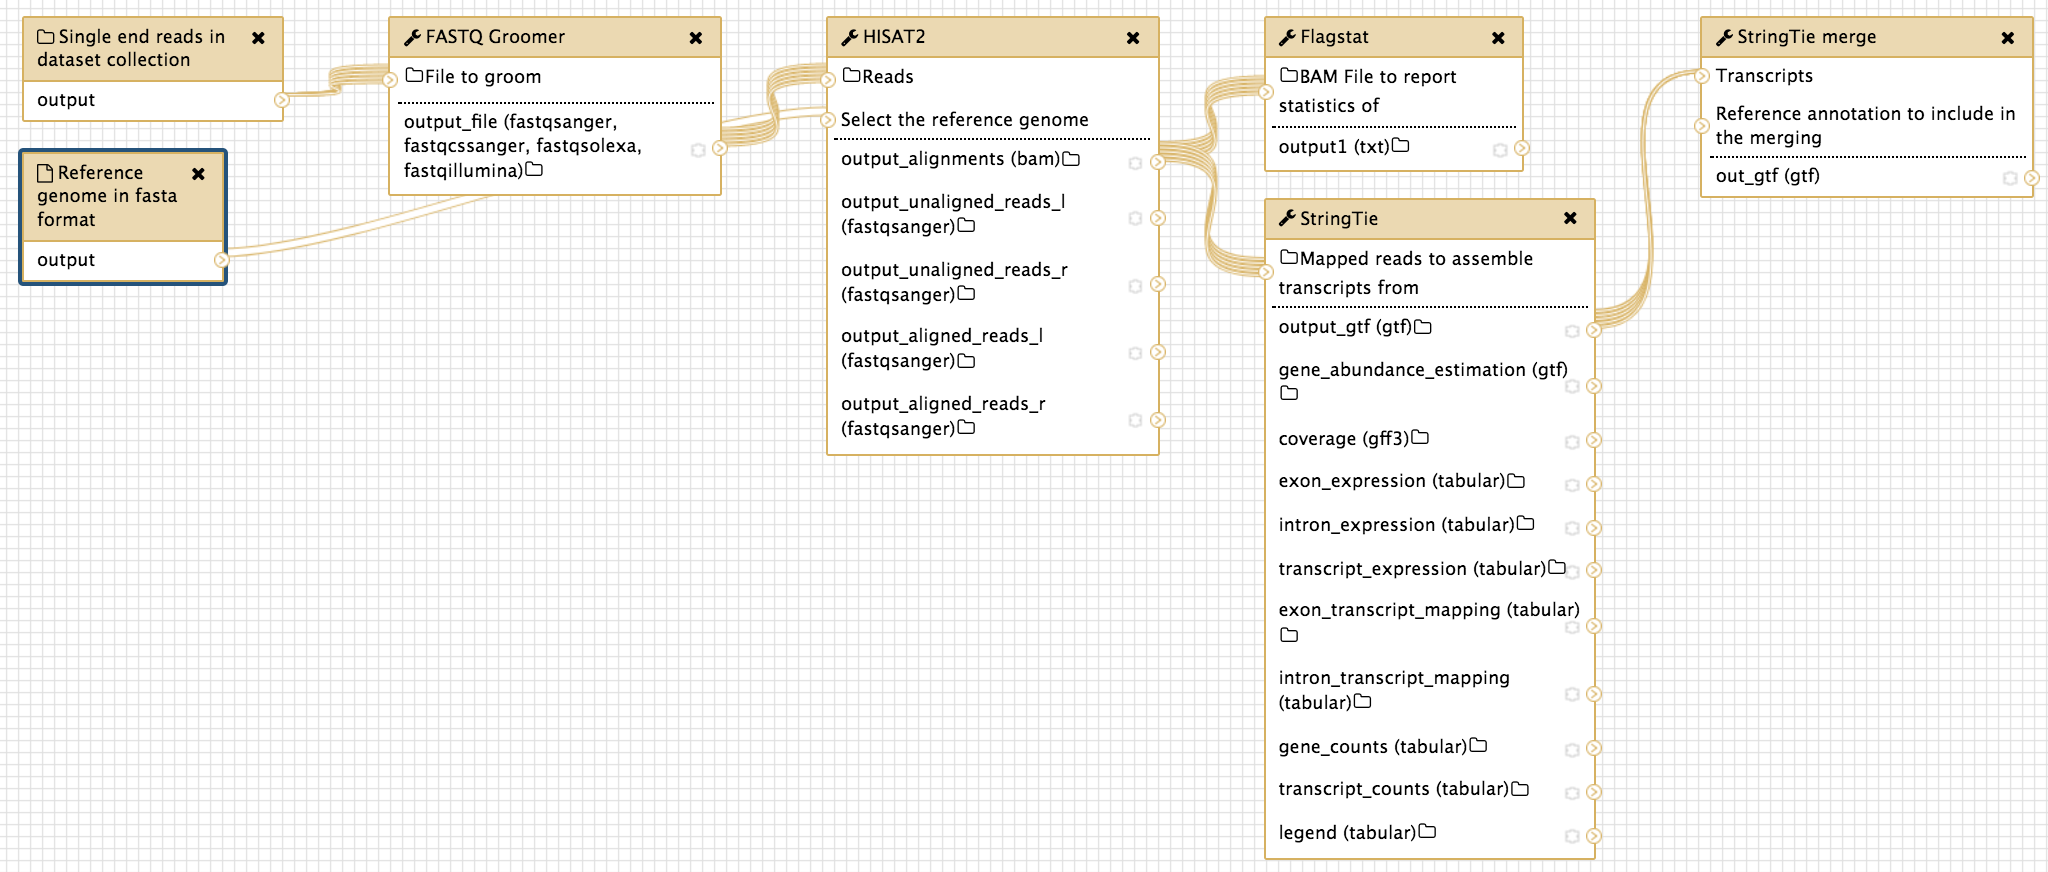 Single end reads in
dataset collection
output
Reference
genome in fasta
format
output
FASTQ Groomer
File to groom
output_file (fastqsanger,
fastqcssanger, fastqsolexa,
fastqillumina)
HISAT2
Reads
Select the reference genome
output_alignments (bam)
output_unaligned_reads_l
(fastqsanger)
output_unaligned_reads_r
(fastqsanger)
output_aligned_reads_l
(fastqsanger)
output_aligned_reads_r
(fastqsanger)
Flagstat
BAM File to report
statistics of
output1 (txt)
StringTie
Mapped reads to assemble
transcripts from
output_gtf (gtf)
gene_abundance_estimation (gtf)
coverage (gff3)
exon_expression (tabular)
intron_expression (tabular)
transcript_expression (tabular)
exon_transcript_mapping (tabular)
intron_transcript_mapping
(tabular)
gene_counts (tabular)
transcript_counts (tabular)
legend (tabular)
StringTie merge
Transcripts
Reference annotation to include in
the merging
out_gtf (gtf)